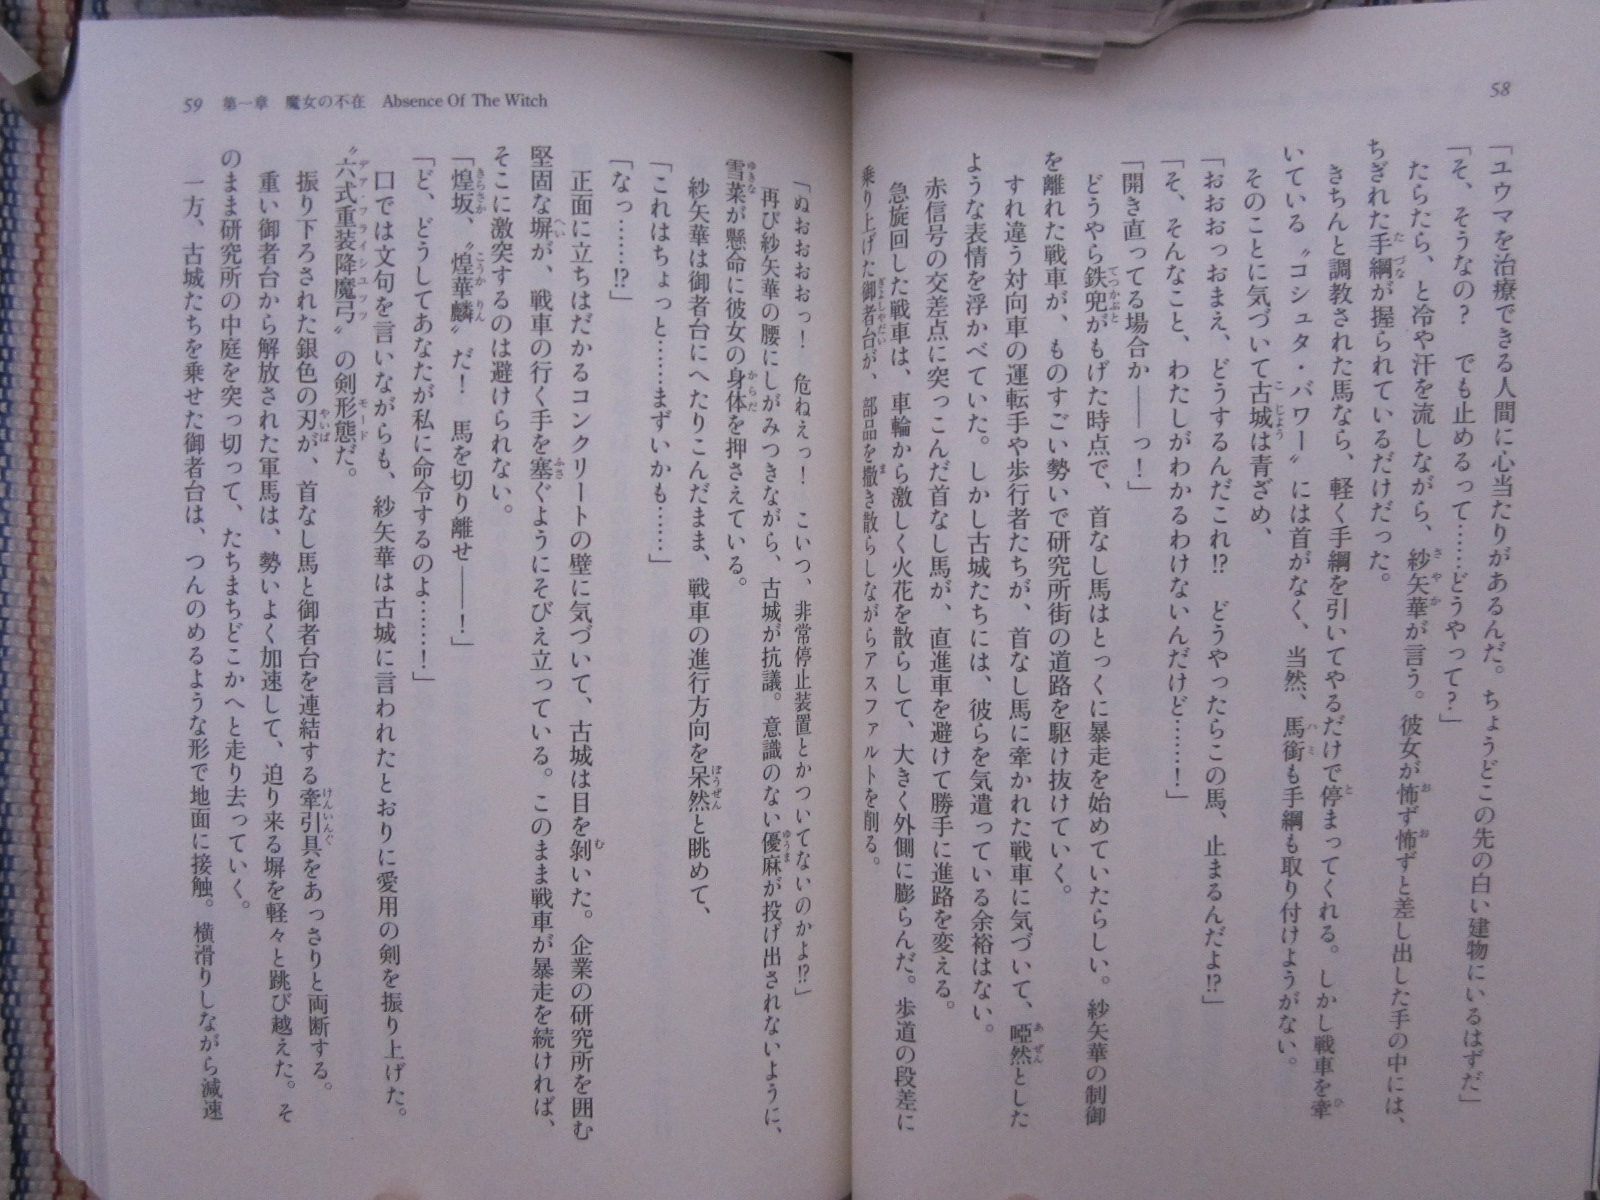 58
「ユウマを治療できる人間に心当たりがあるんだ。ちょうどこの先の白い建物にいるはずだ」
「そ、そうなの？ でも止めるって……どうやって？」
たらたら、と冷や汗を流しながら、紗矢華が言う。彼女が怖ず怖ずと差し出した手の中には、
ちぎれた手綱が握られているだけだった。
きちんと調教された馬なら、軽く手綱を引いてやるだけで停まってくれる。しかし戦車を牽
いている〝コシュタ・バワー〟には首がなく、当然、馬銜も手綱も取り付けようがない。
そのことに気づいて古城は青ざめ、
「おおおっおまえ、どうするんだこれ!? どうやったらこの馬、止まるんだよ!?」
「そ、そんなこと、わたしがわかるわけないんだけど………！」
「開き直ってる場合か――っ！」
どうやら鉄兜がもげた時点で、首なし馬はとっくに暴走を始めていたらしい。紗矢華の制御
を離れた戦車が、ものすごい勢いで研究所街の道路を駆け抜けていく。
すれ違う対向車の運転手や歩行者たちが、首なし馬に牽かれた戦車に気づいて、啞然とした
ような表情を浮かべていた。しかし古城たちには、彼らを気遣っている余裕はない。
赤信号の交差点に突っこんだ首なし馬が、直進車を避けて勝手に進路を変える。
急旋回した戦車は、車輪から激しく火花を散らして、大きく外側に膨らんだ。歩道の段差に
乗り上げた御者台が、部品を撒き散らしながらアスファルトを削る。
59 第一章 魔女の不在 Absence Of The Witch
「ぬおおおおっ！ 危ねえっ！ こいつ、非常停止装置とかついてないのかよ!?」
再び紗矢華の腰にしがみつきながら、古城が抗議。意識のない優麻が投げ出されないように、
雪菜が懸命に彼女の身体を押さえている。
紗矢華は御者台にへたりこんだまま、戦車の進行方向を呆然と眺めて、
「これはちょっと………まずいかも………」
「なっ……!?」
正面に立ちはだかるコンクリートの壁に気づいて、古城は目を剝いた。企業の研究所を囲む
堅固な塀が、戦車の行く手を塞ぐようにそびえ立っている。このまま戦車が暴走を続ければ、
そこに激突するのは避けられない。
「煌坂、〝煌華麟〟だ！ 馬を切り離せ――！」
「ど、どうしてあなたが私に命令するのよ………！」
口では文句を言いながらも、紗矢華は古城に言われたとおりに愛用の剣を振り上げた。
〝六式重装降魔弓〟の剣形態だ。
振り下ろされた銀色の刃が、首なし馬と御者台を連結する牽引具をあっさりと両断する。
重い御者台から解放された軍馬は、勢いよく加速して、迫り来る塀を軽々と跳び越えた。そ
のまま研究所の中庭を突っ切って、たちまちどこかへと走り去っていく。
一方、古城たちを乗せた御者台は、つんのめるような形で地面に接触。横滑りしながら減速